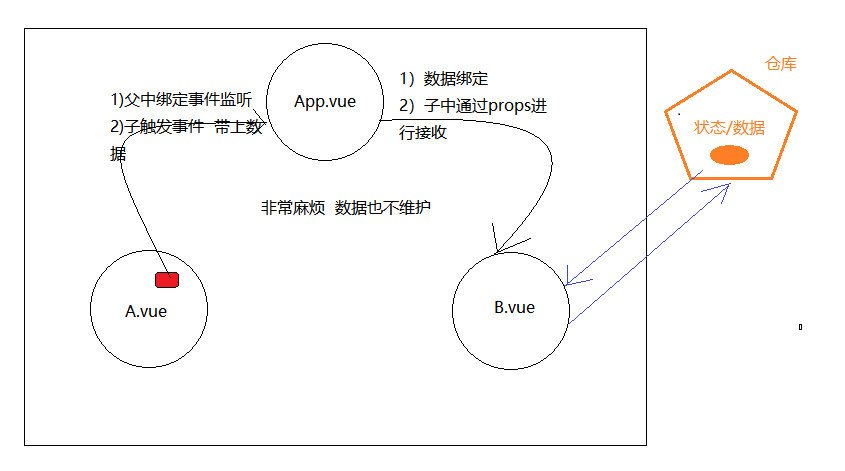 仓库
1）数据绑定
1)父中绑定事件监听
App.vue
2）子中通过props进
2)子触发事件 带上数
行接收
状态/数据
据
非常麻烦 数据也不维护
A.vue
B.vue